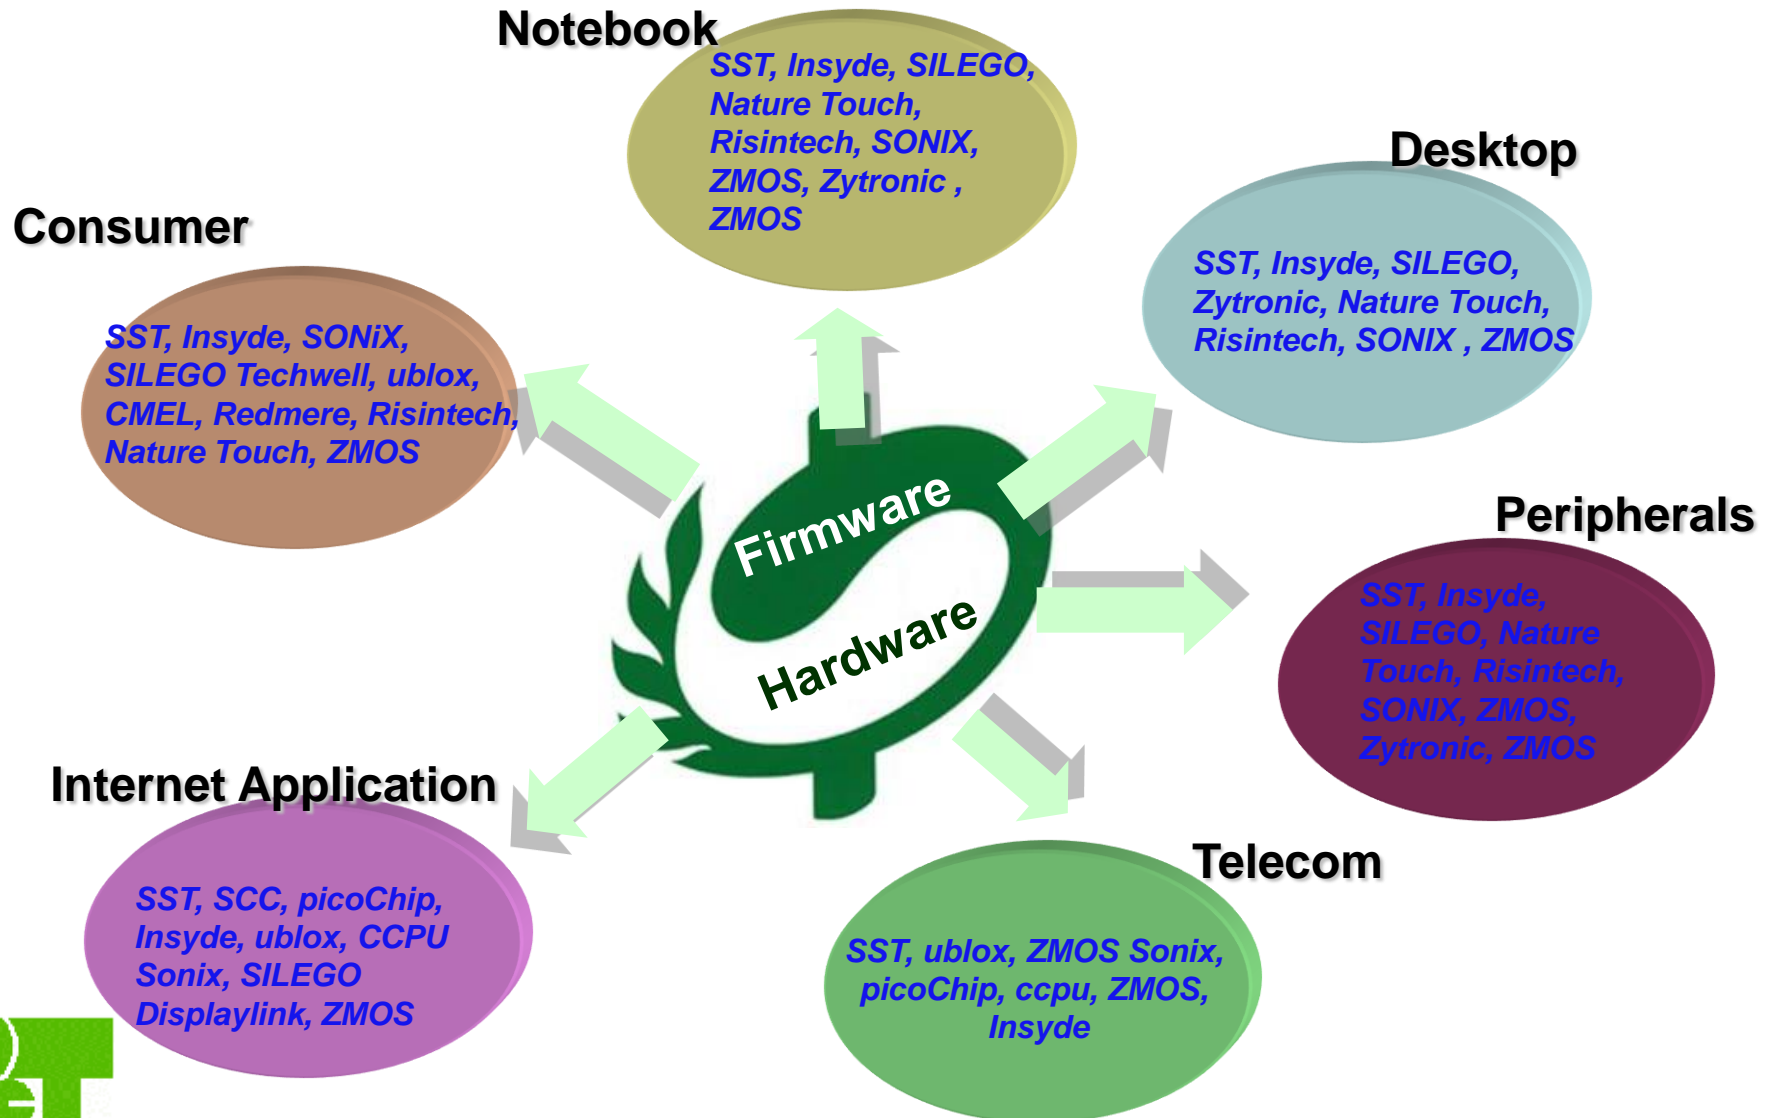 Notebook
SST, Insyde, SILEGO,
Nature Touch,
Risintech, SONIX,
ZMOS, Zytronic ,
ZMOS
Desktop
SST, Insyde, SILEGO,
Zytronic, Nature Touch,
Risintech, SONIX , ZMOS
Consumer
SST, Insyde, SONiX,
SILEGO Techwell, ublox,
CMEL, Redmere, Risintech,
Nature Touch, ZMOS
Firmware
Hardware
Peripherals
SST, Insyde,
SILEGO, Nature
Touch, Risintech,
SONIX, ZMOS,
Zytronic, ZMOS
Internet Application
SST, SCC, picoChip,
Insyde, ublox, CCPU
Sonix, SILEGO
Displaylink, ZMOS
Telecom
SST, ublox, ZMOS Sonix,
picoChip, ccpu, ZMOS,
Insyde